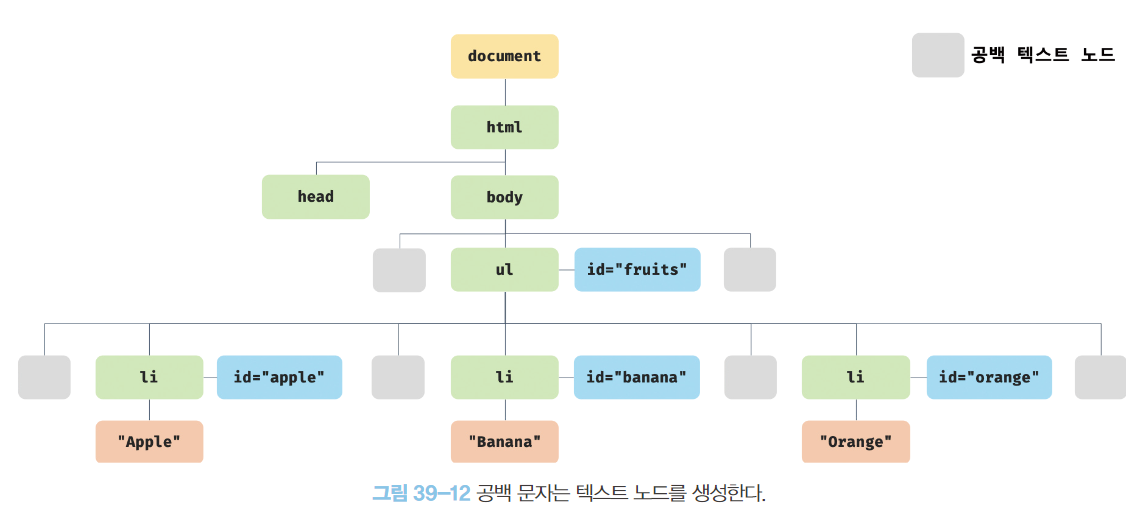 document
공백 텍스트 노드
html
head
body
ul
id="fruits"
li
id="apple"
li
id="banana"
li
id="orange"
"Apple"
"Banana"
"Orange"
그림 39–12 공백 문자는 텍스트 노드를 생성한다.